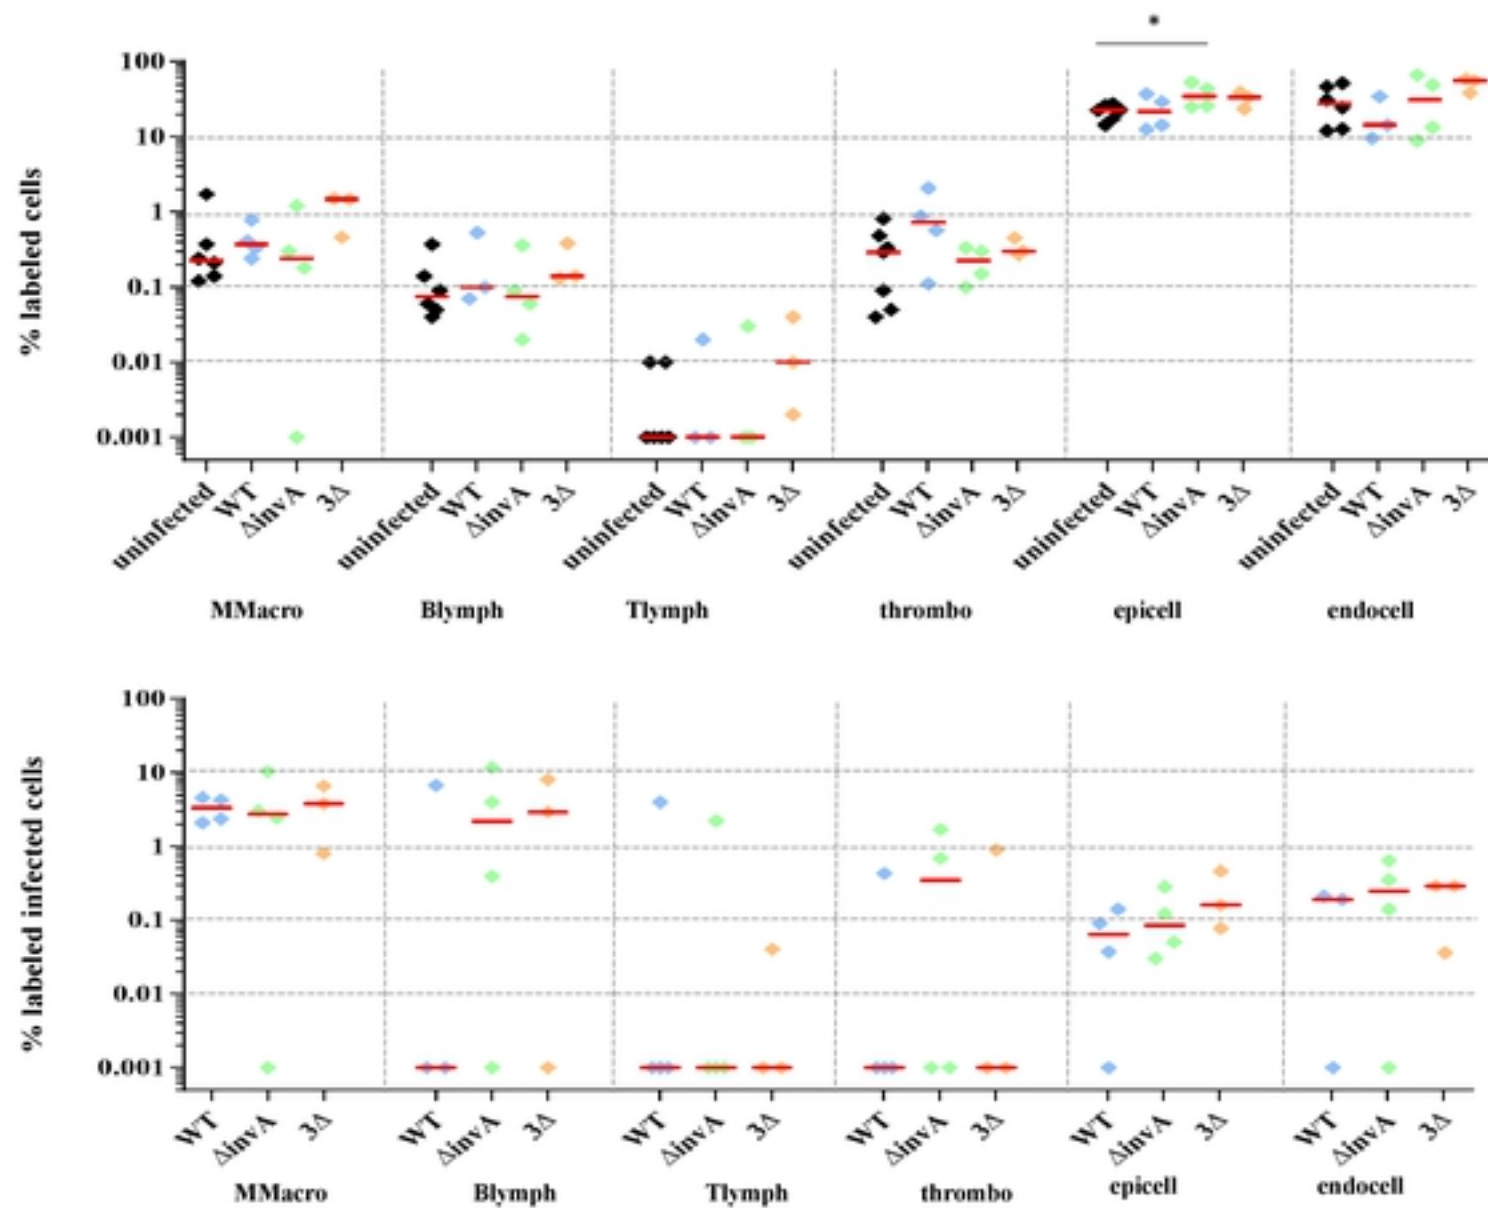 *
% labeled cells
100
10
1
0.1
0.01
0.001
uninfected WT ΔinvA 3Δ uninfected WT ΔinvA 3Δ uninfected WT ΔinvA 3Δ uninfected WT ΔinvA 3Δ uninfected WT ΔinvA 3Δ uninfected WT ΔinvA 3Δ
MMacro Blymph Tlymph thrombo epicell endocell
% labeled infected cells
100
10
1
0.1
0.01
0.001
WT ΔinvA 3Δ WT ΔinvA 3Δ WT ΔinvA 3Δ WT ΔinvA 3Δ WT ΔinvA 3Δ WT ΔinvA 3Δ
MMacro Blymph Tlymph thrombo epicell endocell